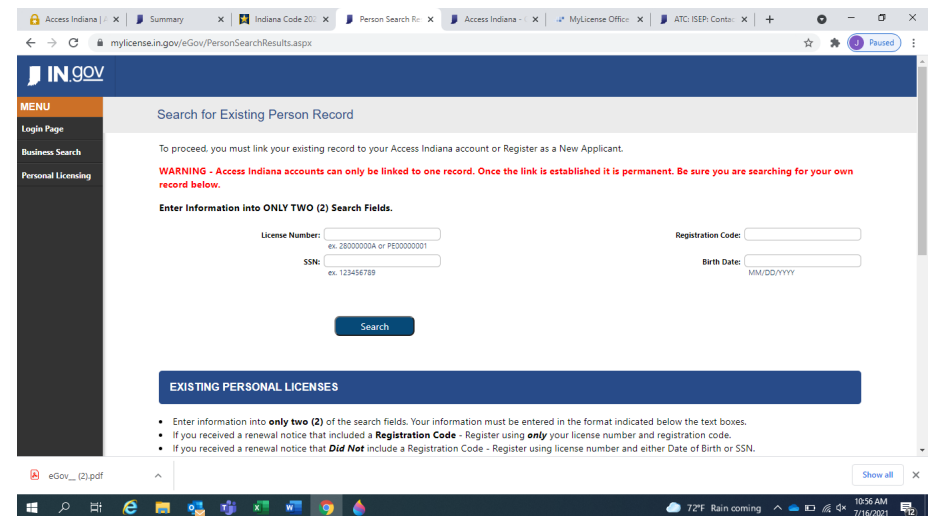 Access Indiana | A
Summary
Indiana Code 202
Person Search Re
Access Indiana -
MyLicense Office
ATC: ISEP: Contac
mylicense.in.gov/eGov/PersonSearchResults.aspx
J Paused
IN.gov
MENU
Login Page
Business Search
Personal Licensing
Search for Existing Person Record
To proceed, you must link your existing record to your Access Indiana account or Register as a New Applicant.
WARNING - Access Indiana accounts can only be linked to one record. Once the link is established it is permanent. Be sure you are searching for your own
record below.
Enter Information into ONLY TWO (2) Search Fields.
License Number:
ex. 28000000A or PE00000001
Registration Code:
SSN:
ex. 123456789
Birth Date:
MM/DD/YYYY
Search
EXISTING PERSONAL LICENSES
• Enter information into only two (2) of the search fields. Your information must be entered in the format indicated below the text boxes.
• If you received a renewal notice that included a Registration Code - Register using only your license number and registration code.
• If you received a renewal notice that Did Not include a Registration Code - Register using license number and either Date of Birth or SSN.
eGov__ (2).pdf
Show all
72°F Rain coming
10:56 AM
7/16/2021